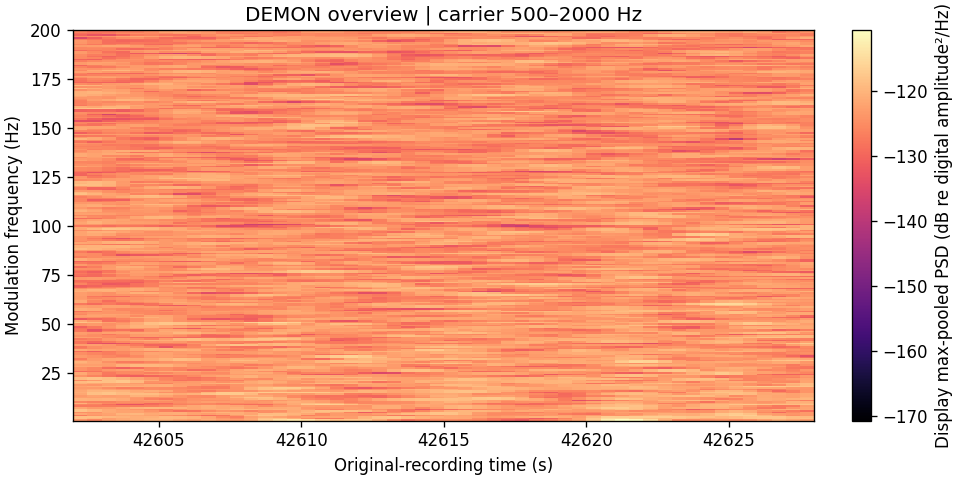 DEMON overview | carrier 500–2000 Hz
200
175
150
125
100
75
50
25
Modulation frequency (Hz)
42605 42610 42615 42620 42625
Original-recording time (s)
−120
−130
−140
−150
−160
−170
Display max-pooled PSD (dB re digital amplitude²/Hz)